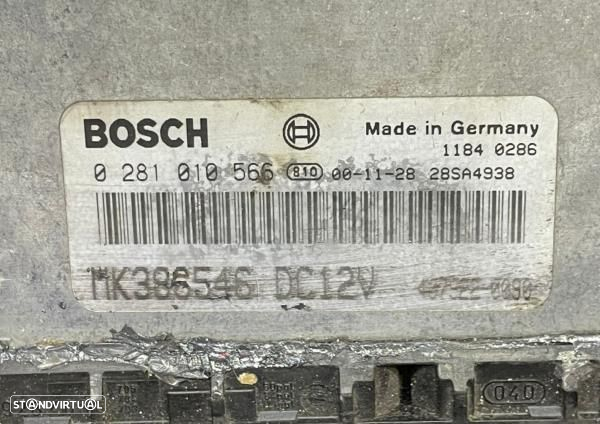 BOSCH
Made in Germany
1184 0286
0 281 010 566 810 00-11-28 28SA4938
MK386546 DC12V
040
STANDVIRTUAL